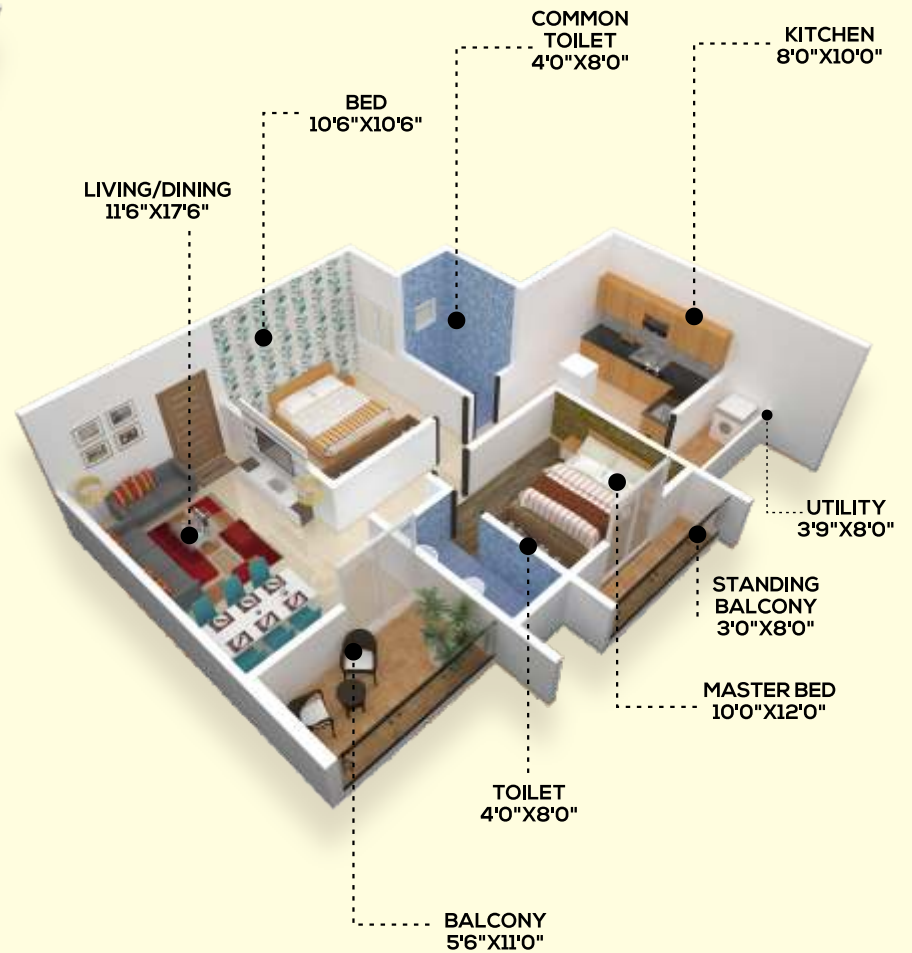 COMMON
TOILET
4'0"X8'0"
KITCHEN
8'0"X10'0"
BED
10'6"X10'6"
LIVING/DINING
11'6"X17'6"
UTILITY
3'9"X8'0"
STANDING
BALCONY
3'0"X8'0"
MASTER BED
10'0"X12'0"
TOILET
4'0"X8'0"
BALCONY
5'6"X11'0"